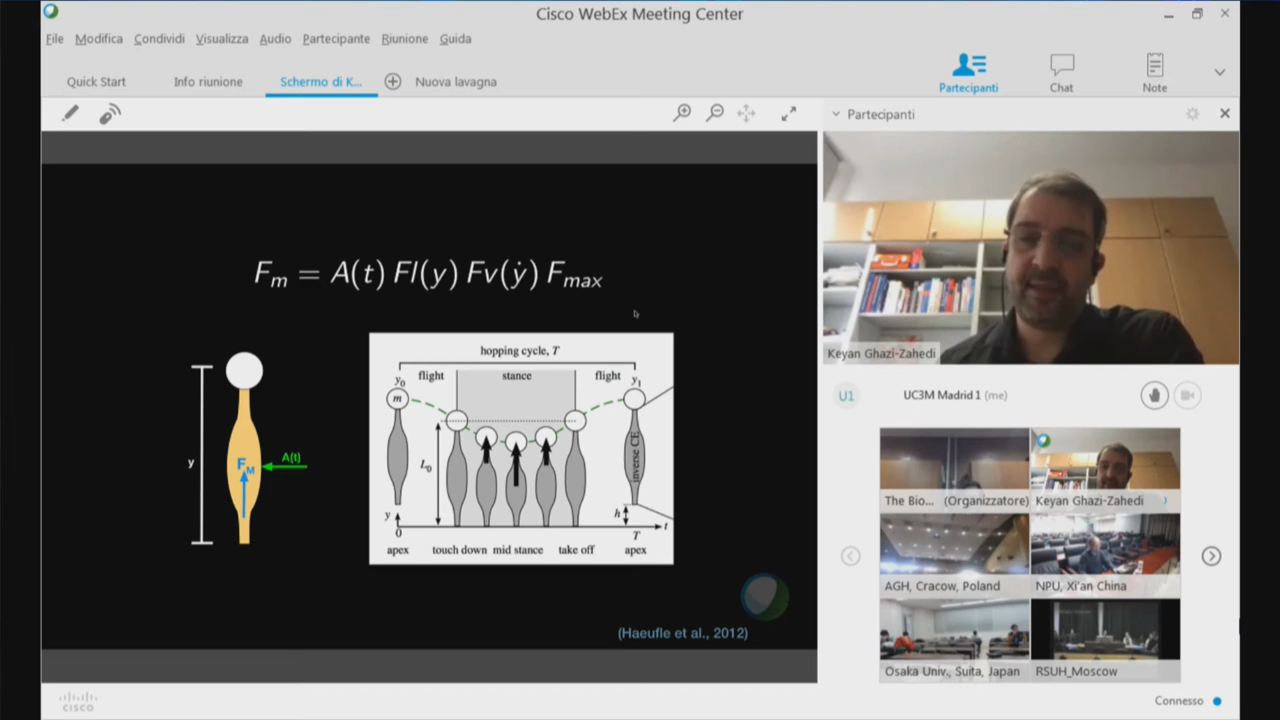 Cisco WebEx Meeting Center
File Modifica Condividi Visualizza Audio Partecipante Riunione Guida
Quick Start Info riunione Schermo di K... Nuova lavagna
Partecipanti Chat Note
Partecipanti
F_m = A(t) Fl(y) Fv(ẏ) F_max
hopping cycle, T
y₀ flight stance flight y₁
m
L₀
inverse CE
y
h
0 T t
apex touch down mid stance take off apex
y
F_M
A(t)
(Haeufle et al., 2012)
Keyan Ghazi-Zahedi
U1 UC3M Madrid 1 (me)
The Bio... (Organizzatore) Keyan Ghazi-Zahedi
AGH, Cracow, Poland NPU, Xi'an China
Osaka Univ., Suita, Japan RSUH_Moscow
CISCO
Connesso